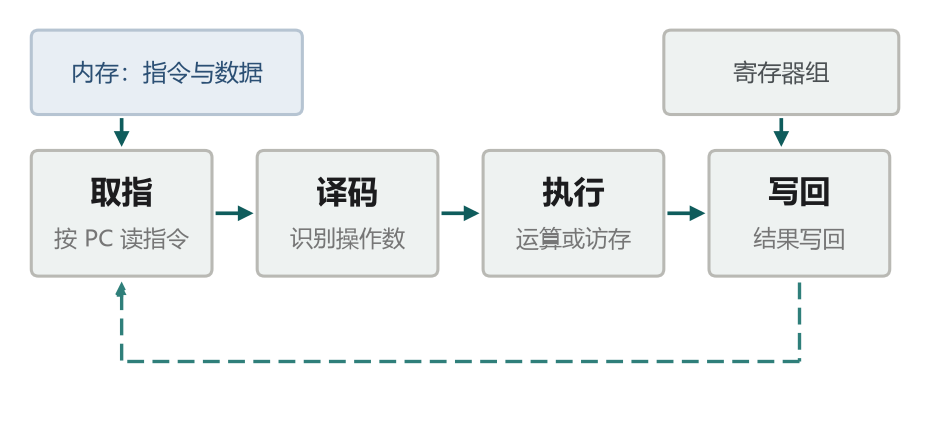 内存：指令与数据
寄存器组
取指
按 PC 读指令
译码
识别操作数
执行
运算或访存
写回
结果写回